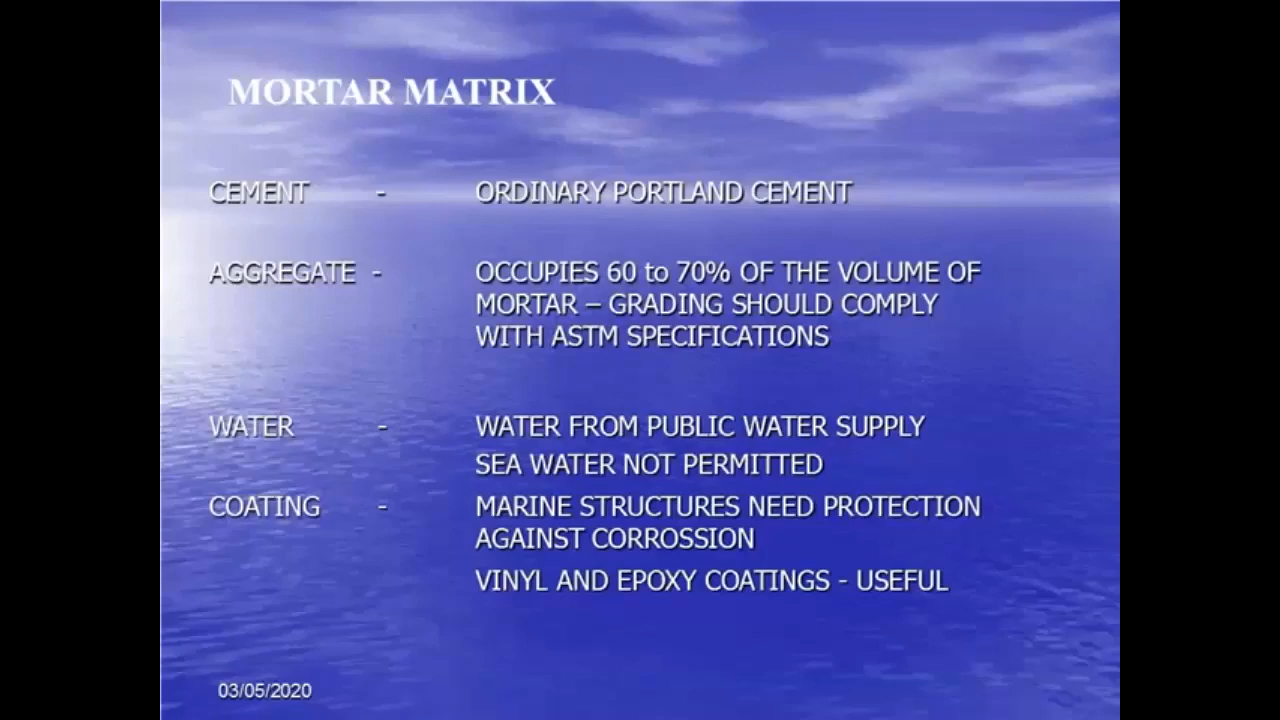 MORTAR MATRIX
CEMENT - ORDINARY PORTLAND CEMENT
AGGREGATE - OCCUPIES 60 to 70% OF THE VOLUME OF
MORTAR – GRADING SHOULD COMPLY
WITH ASTM SPECIFICATIONS
WATER - WATER FROM PUBLIC WATER SUPPLY
SEA WATER NOT PERMITTED
COATING - MARINE STRUCTURES NEED PROTECTION
AGAINST CORROSSION
VINYL AND EPOXY COATINGS - USEFUL
03/05/2020